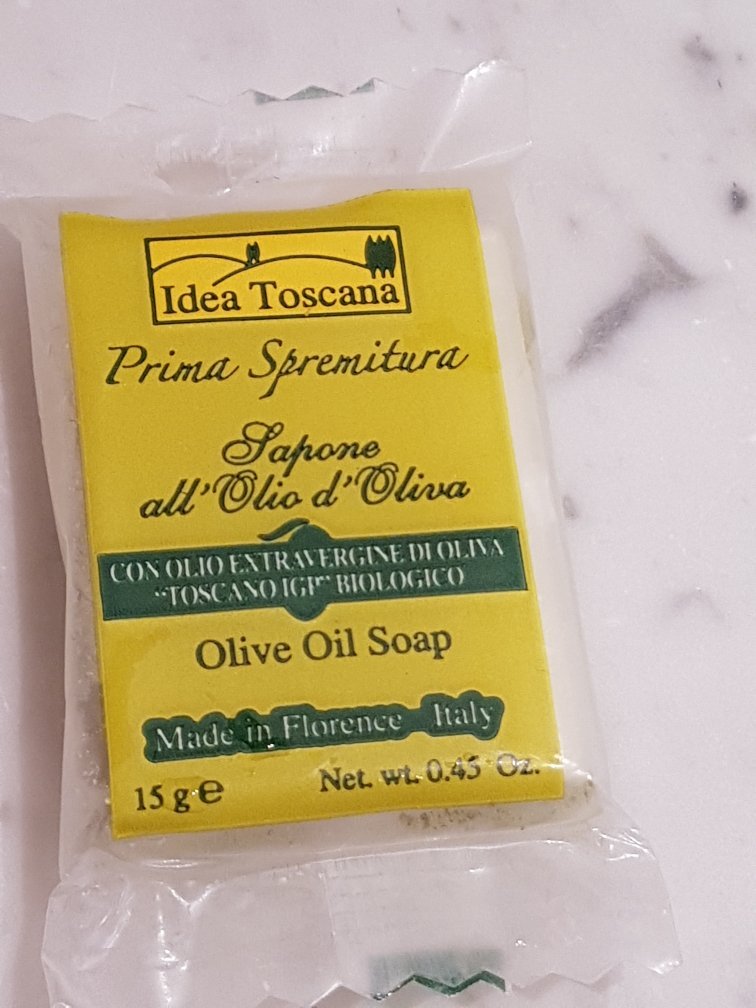 Idea Toscana
Prima Spremitura
Sapone
all'Olio d'Oliva
CON OLIO EXTRAVERGINE DI OLIVA
"TOSCANO IGP" BIOLOGICO
Olive Oil Soap
Made in Florence - Italy
15 g ℮ Net. wt. 0.45 Oz.